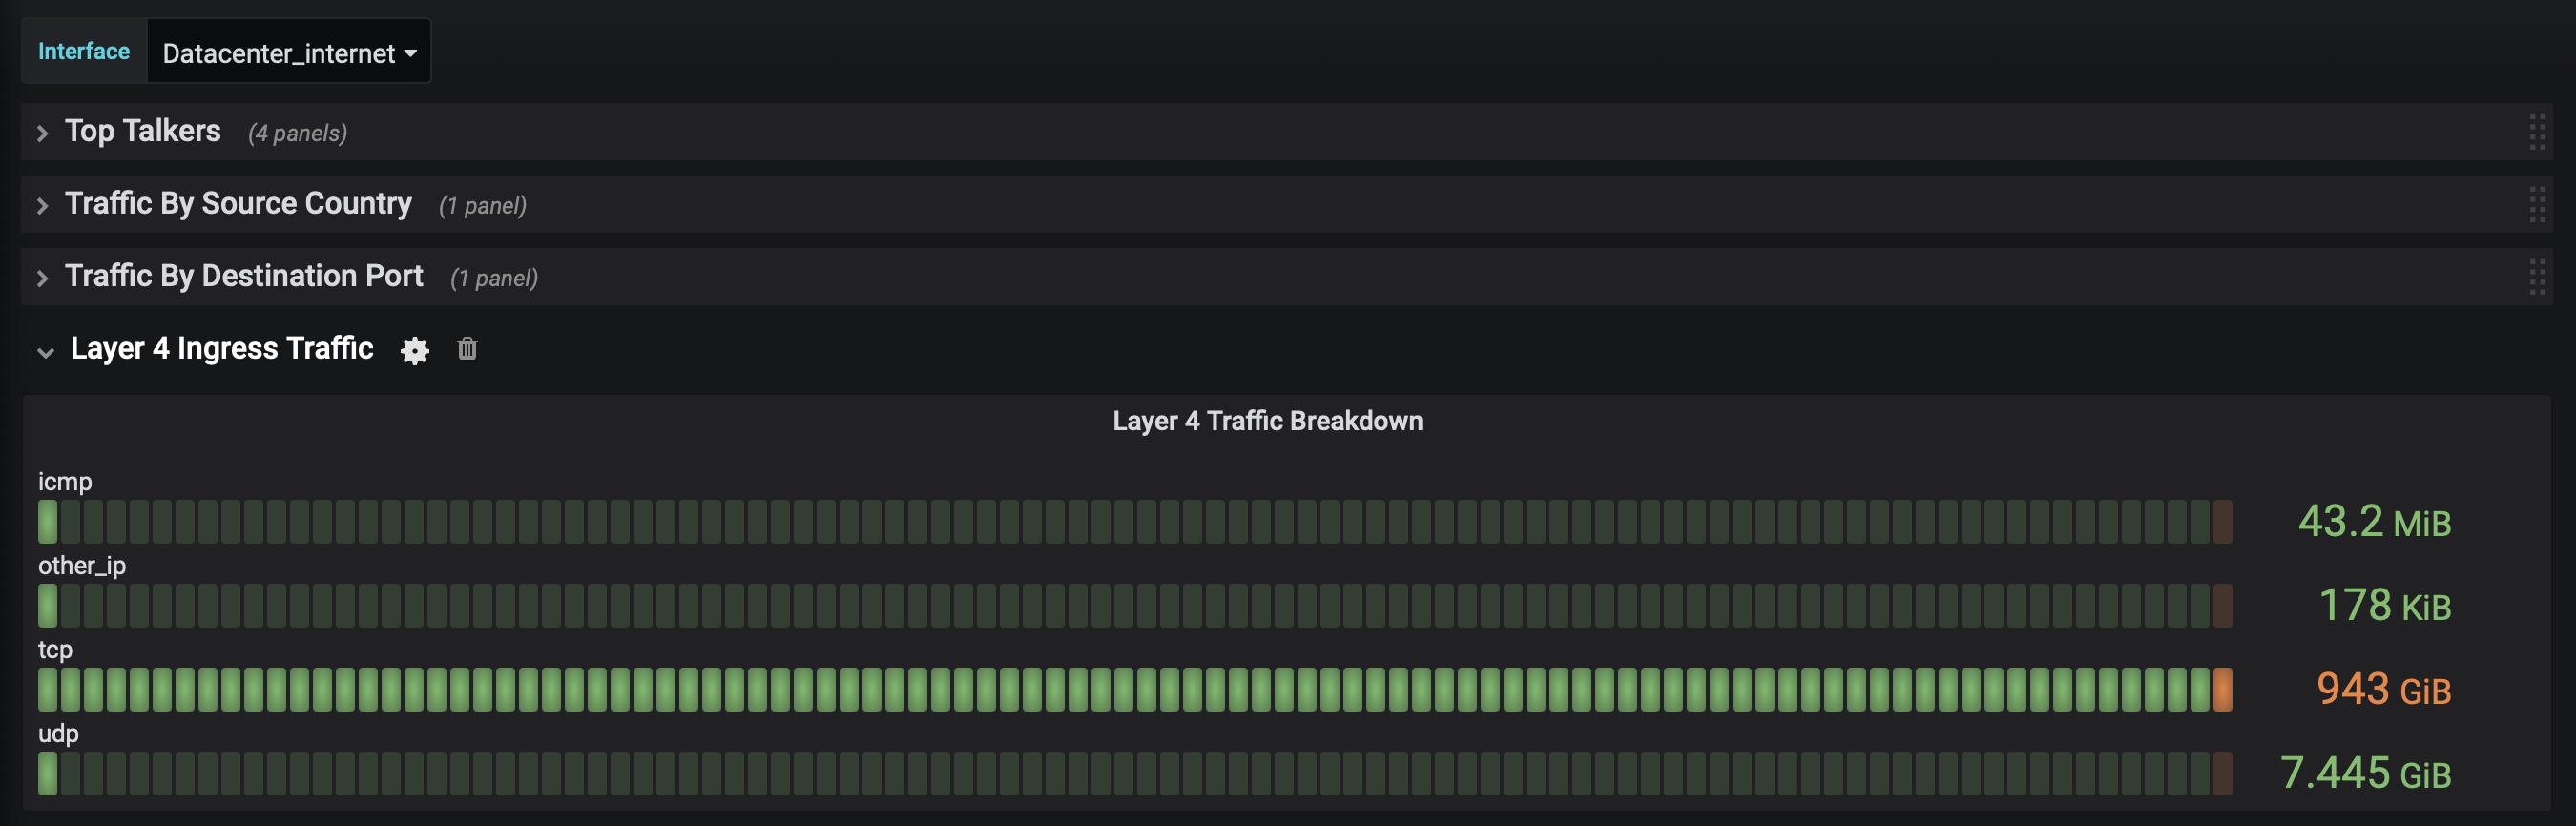 Interface Datacenter_internet
Top Talkers (4 panels)
Traffic By Source Country (1 panel)
Traffic By Destination Port (1 panel)
Layer 4 Ingress Traffic
Layer 4 Traffic Breakdown
icmp
43.2 MiB
other_ip
178 KiB
tcp
943 GiB
udp
7.445 GiB